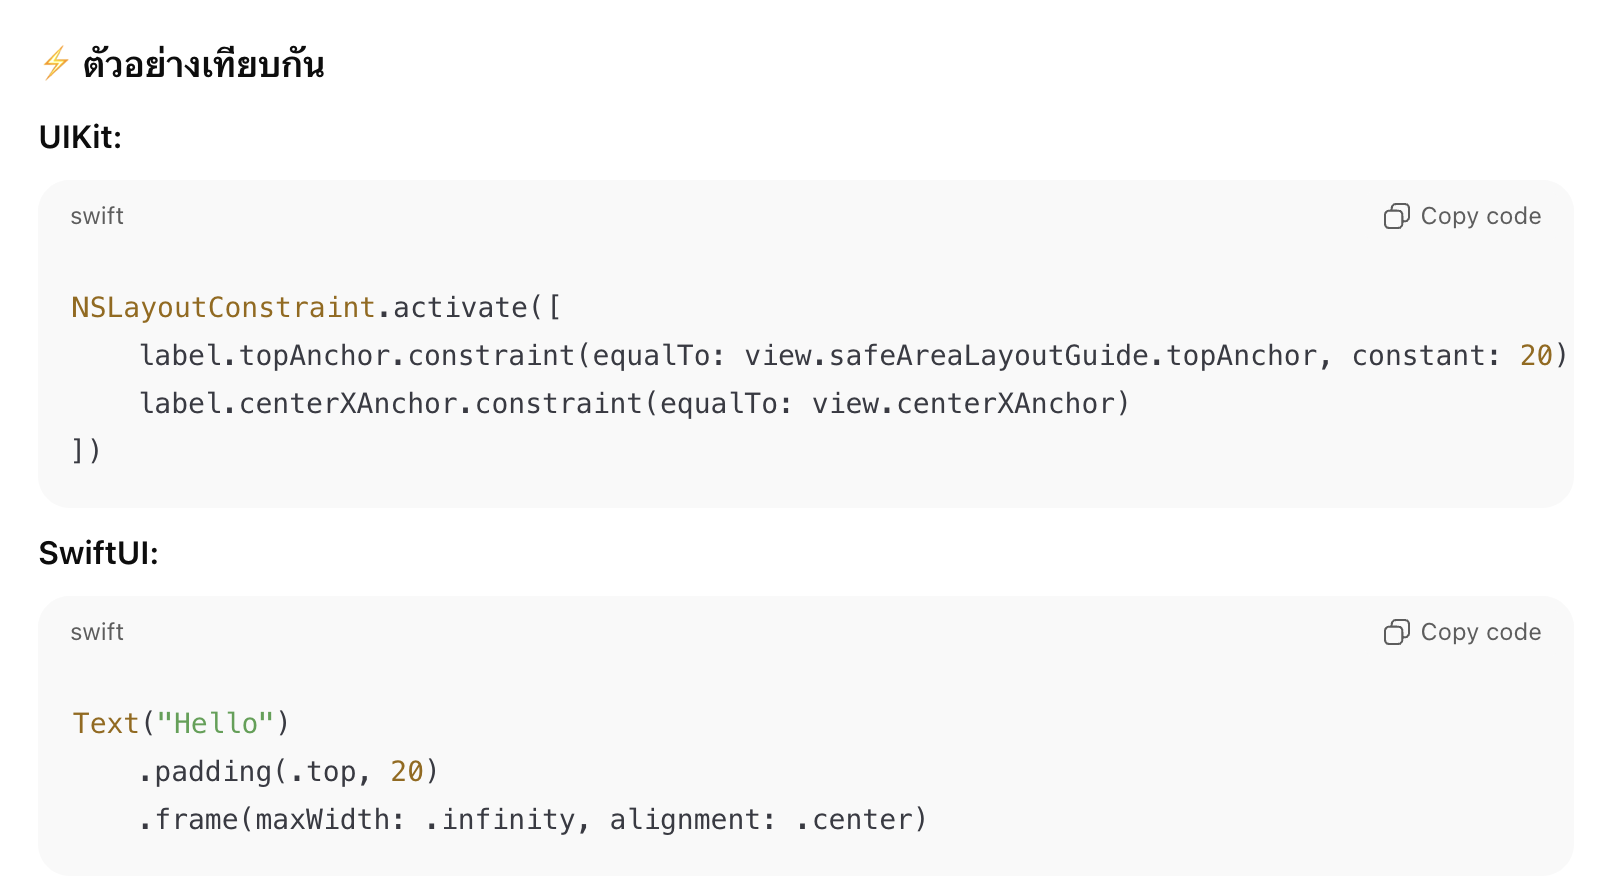 ⚡ ตัวอย่างเทียบกัน
UIKit:
swift
Copy code
NSLayoutConstraint.activate([
    label.topAnchor.constraint(equalTo: view.safeAreaLayoutGuide.topAnchor, constant: 20)
    label.centerXAnchor.constraint(equalTo: view.centerXAnchor)
])
SwiftUI:
swift
Copy code
Text("Hello")
    .padding(.top, 20)
    .frame(maxWidth: .infinity, alignment: .center)